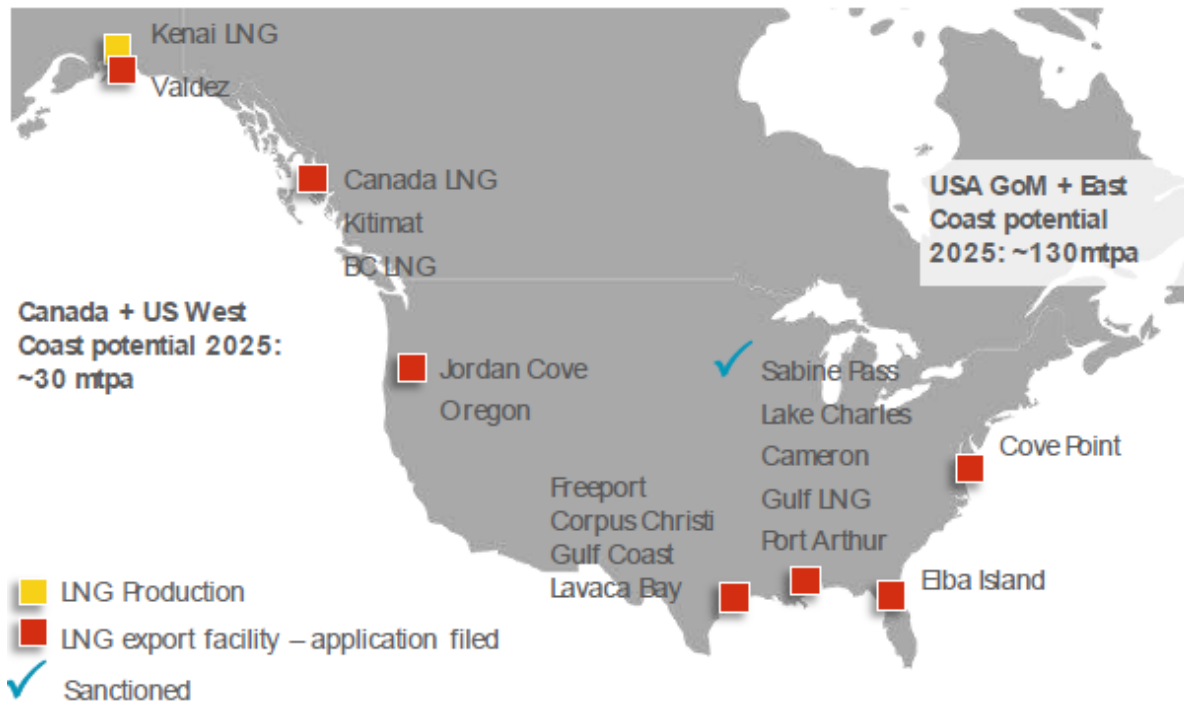 Kenai LNG
Valdez
Canada LNG
Kitimat
BC LNG
USA GoM + East
Coast potential
2025: ~130mtpa
Canada + US West
Coast potential 2025:
~30 mtpa
Jordan Cove
Oregon
Sabine Pass
Lake Charles
Cameron
Gulf LNG
Port Arthur
Cove Point
Freeport
Corpus Christi
Gulf Coast
Lavaca Bay
Elba Island
LNG Production
LNG export facility – application filed
Sanctioned